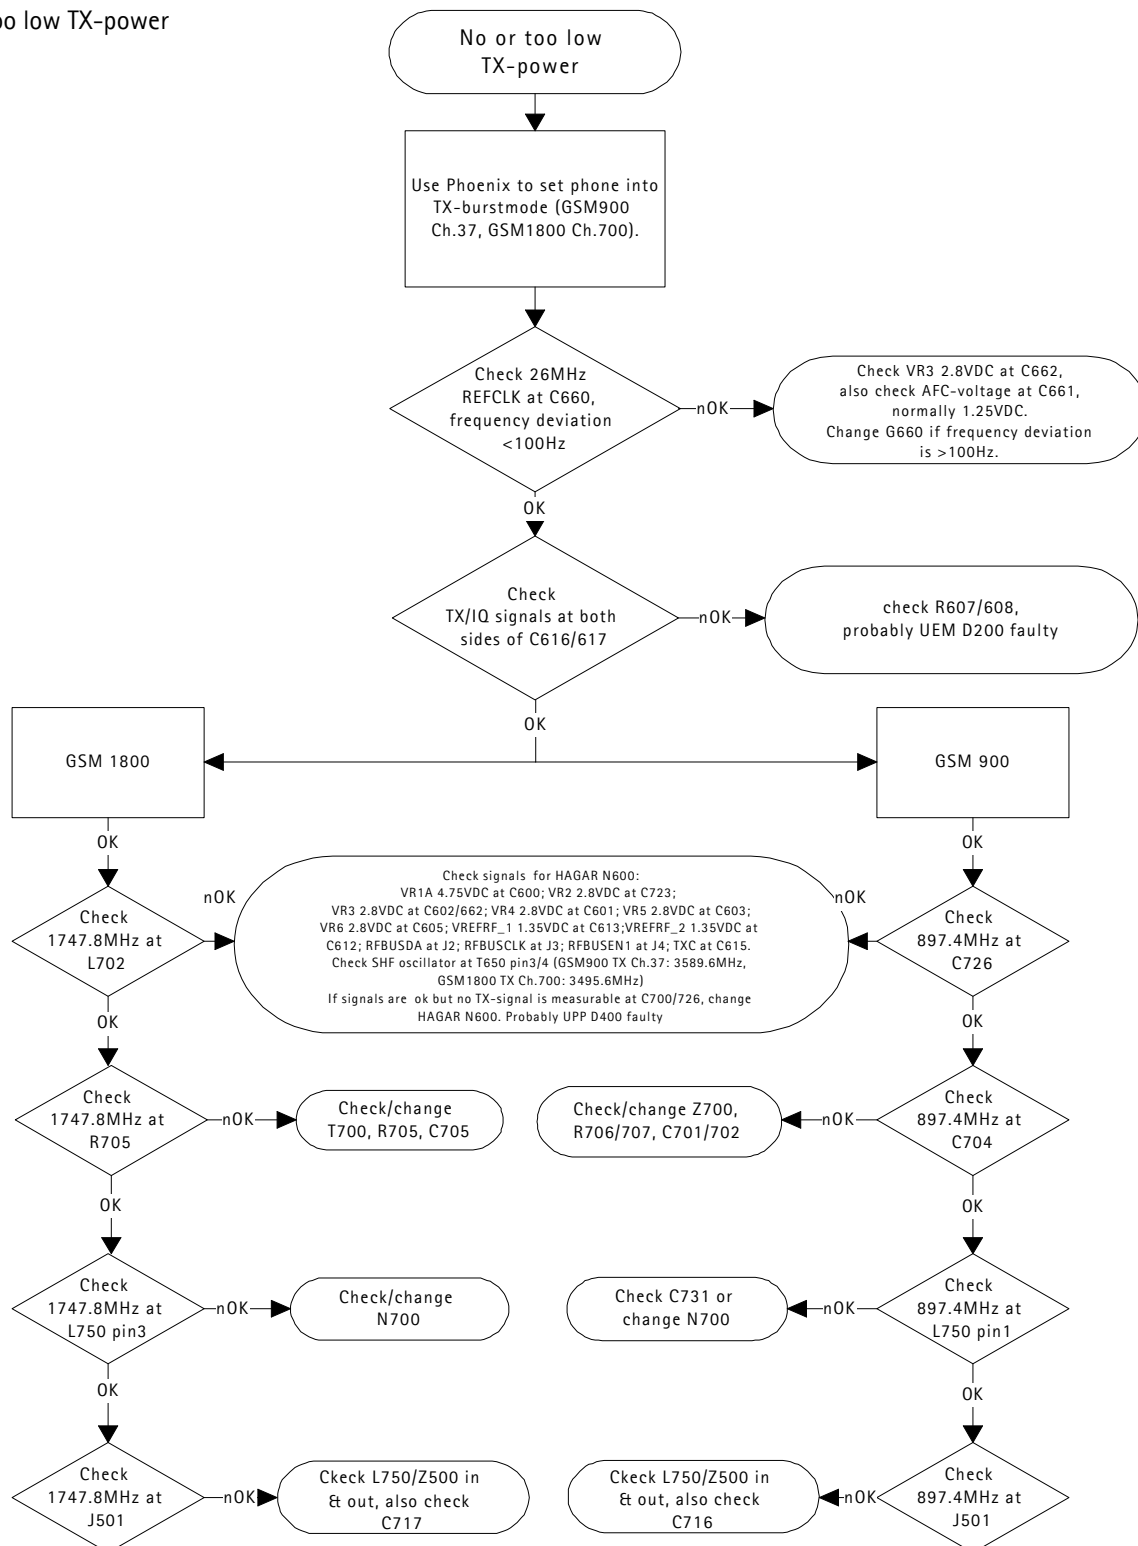 oo low TX-power
No or too low
TX-power
Use Phoenix to set phone into
TX-burstmode (GSM900
Ch.37, GSM1800 Ch.700).
Check 26MHz
REFCLK at C660,
frequency deviation
<100Hz
nOK
Check VR3 2.8VDC at C662,
also check AFC-voltage at C661,
normally 1.25VDC.
Change G660 if frequency deviation
is >100Hz.
OK
Check
TX/IQ signals at both
sides of C616/617
nOK
check R607/608,
probably UEM D200 faulty
OK
GSM 1800
GSM 900
OK
OK
Check
1747.8MHz at
L702
nOK
Check signals for HAGAR N600:
VR1A 4.75VDC at C600; VR2 2.8VDC at C723;
VR3 2.8VDC at C602/662; VR4 2.8VDC at C601; VR5 2.8VDC at C603;
VR6 2.8VDC at C605; VREFRF_1 1.35VDC at C613;VREFRF_2 1.35VDC at
C612; RFBUSDA at J2; RFBUSCLK at J3; RFBUSEN1 at J4; TXC at C615.
Check SHF oscillator at T650 pin3/4 (GSM900 TX Ch.37: 3589.6MHz,
GSM1800 TX Ch.700: 3495.6MHz)
If signals are ok but no TX-signal is measurable at C700/726, change
HAGAR N600. Probably UPP D400 faulty
nOK
Check
897.4MHz at
C726
OK
OK
Check
1747.8MHz at
R705
nOK
Check/change
T700, R705, C705
Check/change Z700,
R706/707, C701/702
nOK
Check
897.4MHz at
C704
OK
OK
Check
1747.8MHz at
L750 pin3
nOK
Check/change
N700
Check C731 or
change N700
nOK
Check
897.4MHz at
L750 pin1
OK
OK
Check
1747.8MHz at
J501
nOK
Ckeck L750/Z500 in
& out, also check
C717
Ckeck L750/Z500 in
& out, also check
C716
nOK
Check
897.4MHz at
J501